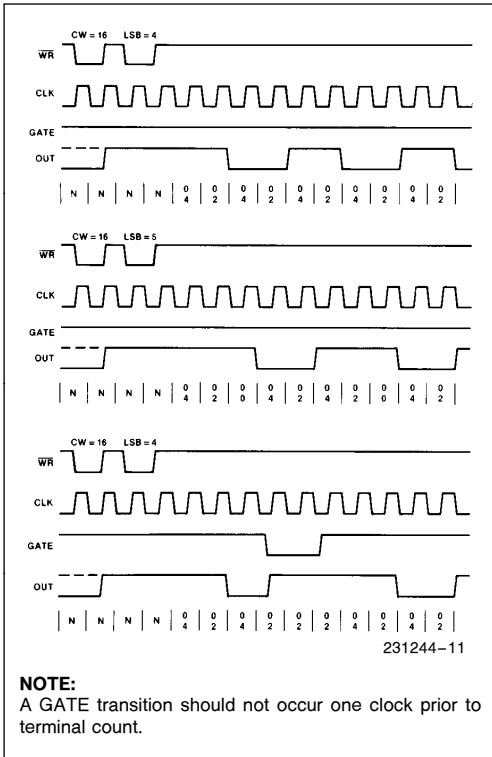 CW = 16 LSB = 4
WR
CLK
GATE
OUT
N N N N 0 0 0 0 0 0 0 0 0 0
4 2 4 2 4 2 4 2 4 2
CW = 16 LSB = 5
WR
CLK
GATE
OUT
N N N N 0 0 0 0 0 0 0 0 0 0
4 2 0 4 2 4 2 0 4 2
CW = 16 LSB = 4
WR
CLK
GATE
OUT
N N N N 0 0 0 0 0 0 0 0 0 0
4 2 4 2 2 2 4 2 4 2
231244–11
NOTE:
A GATE transition should not occur one clock prior to
terminal count.